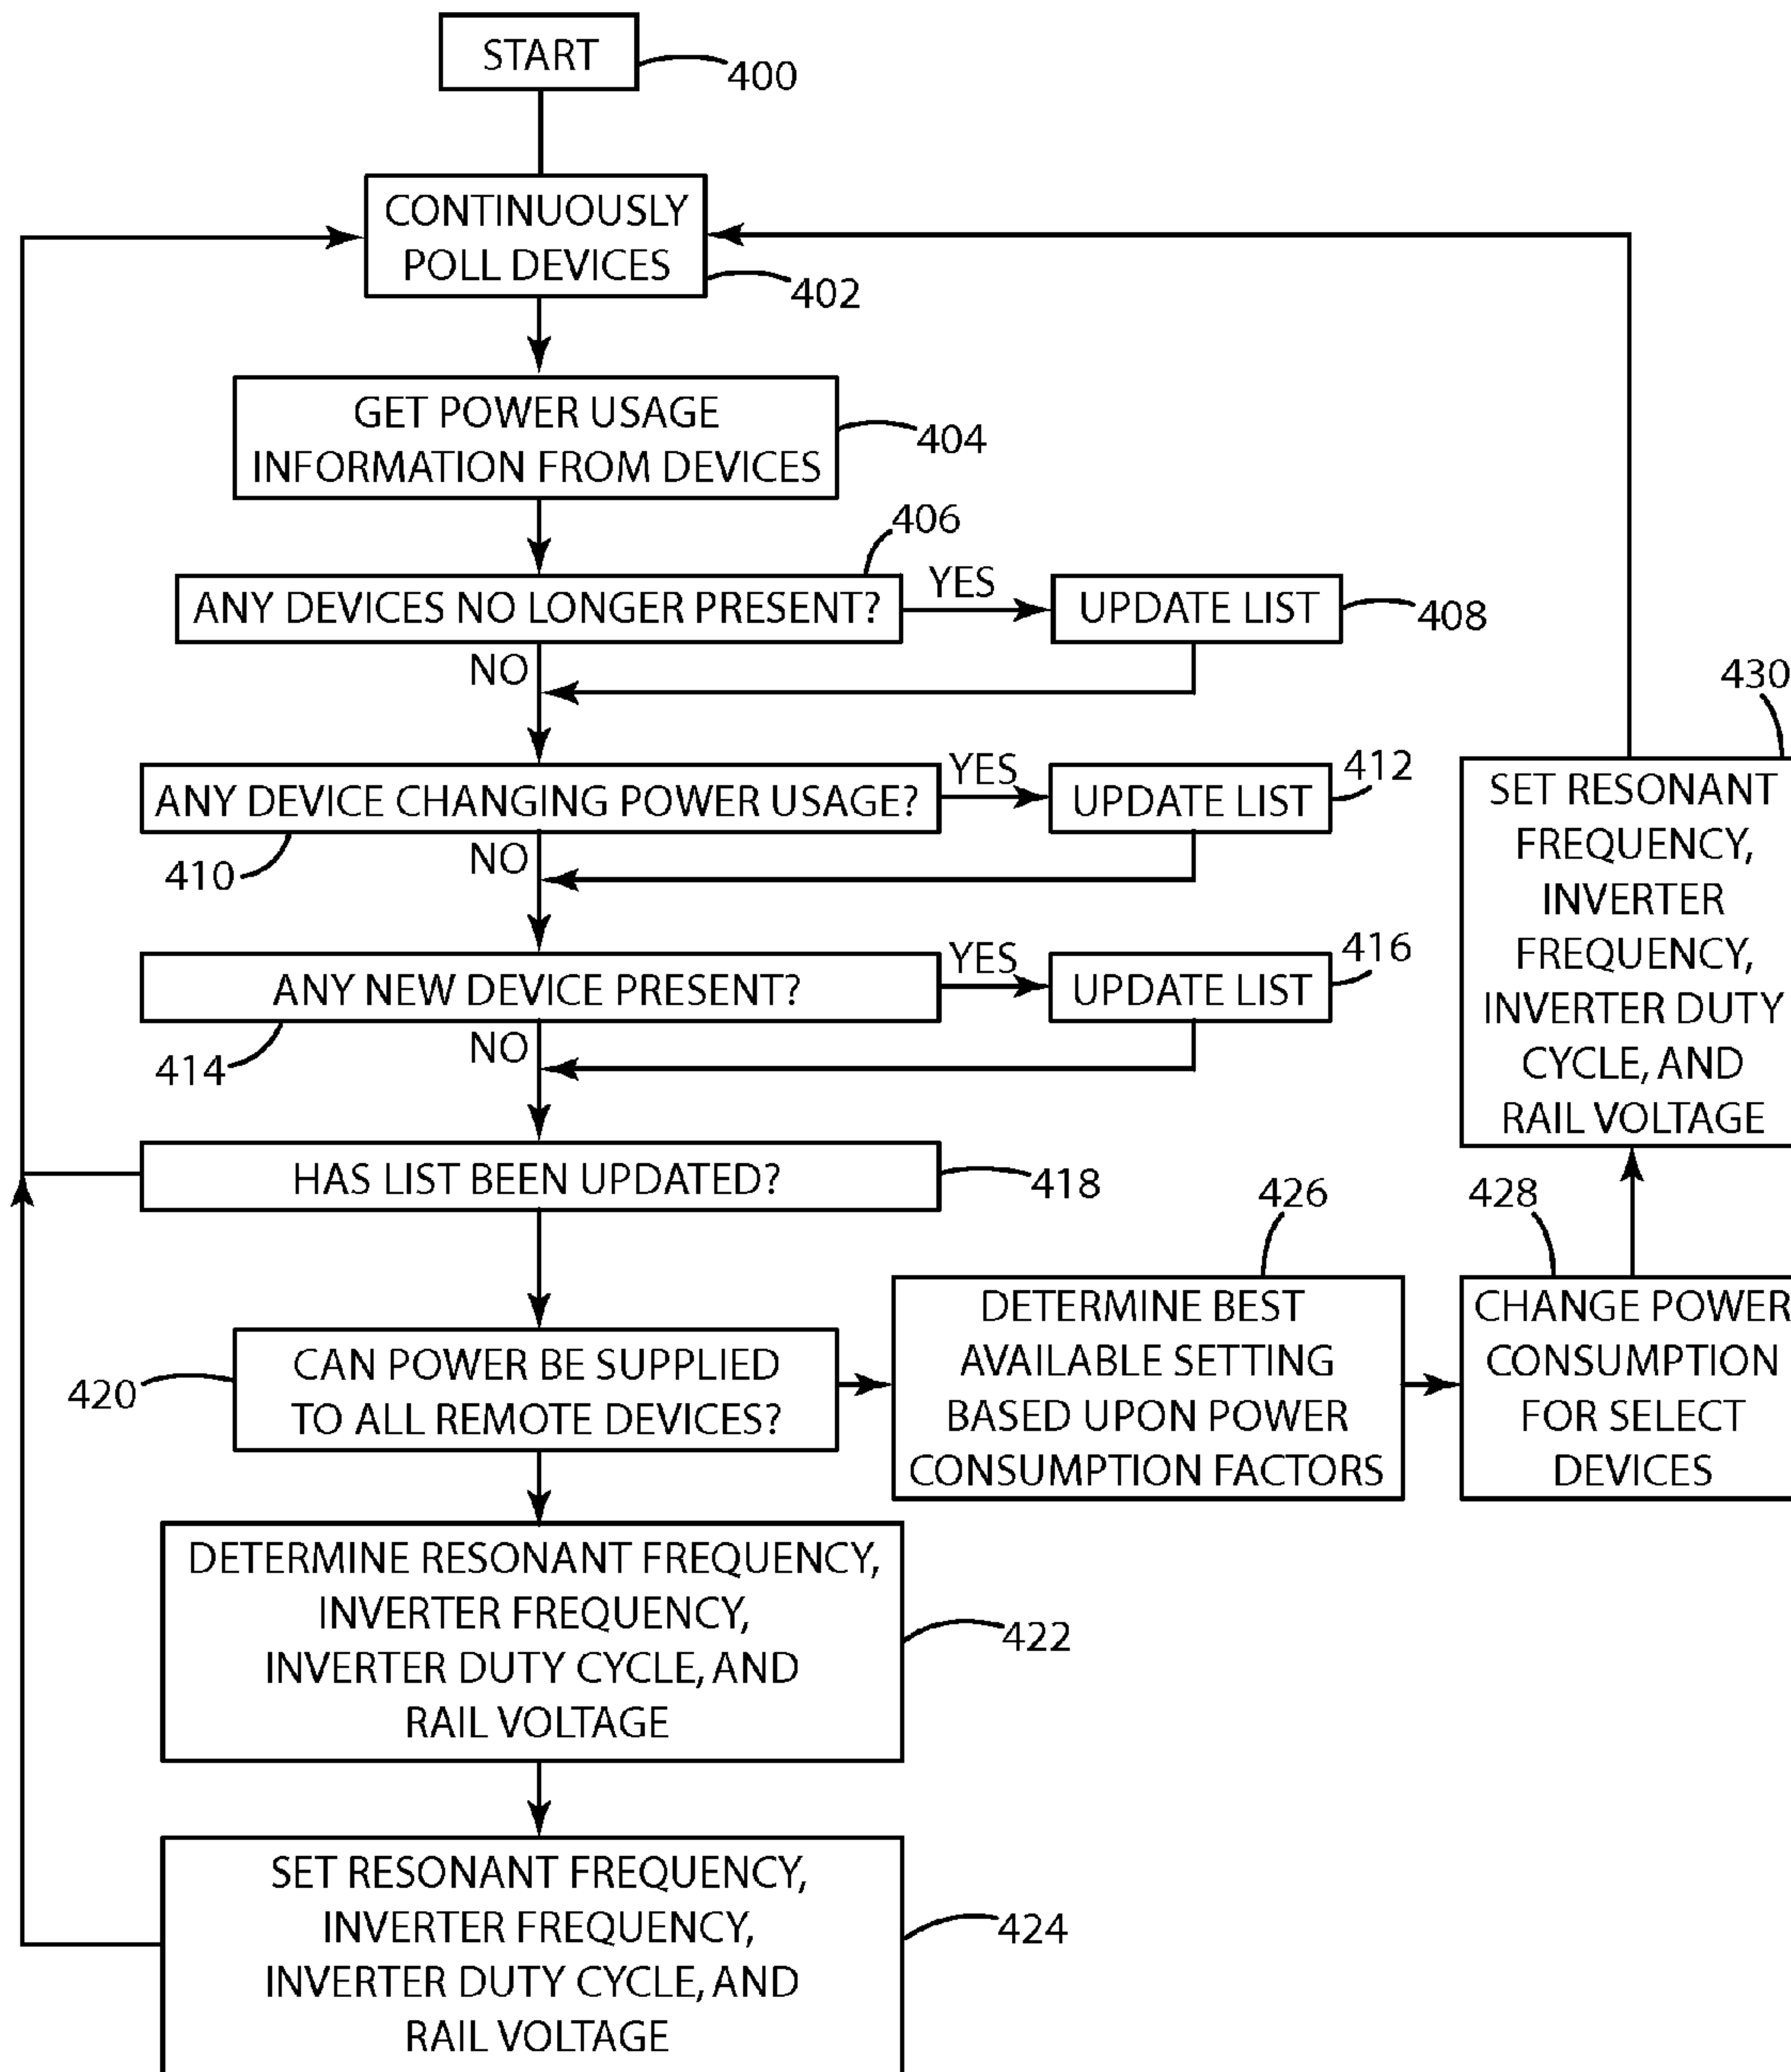 START
400
CONTINUOUSLY
POLL DEVICES
402
GET POWER USAGE
INFORMATION FROM DEVICES
404
406
ANY DEVICES NO LONGER PRESENT?
YES
UPDATE LIST
408
NO
ANY DEVICE CHANGING POWER USAGE?
410
YES
UPDATE LIST
412
NO
ANY NEW DEVICE PRESENT?
414
YES
UPDATE LIST
416
NO
HAS LIST BEEN UPDATED?
418
CAN POWER BE SUPPLIED
TO ALL REMOTE DEVICES?
420
DETERMINE RESONANT FREQUENCY,
INVERTER FREQUENCY,
INVERTER DUTY CYCLE, AND
RAIL VOLTAGE
422
SET RESONANT FREQUENCY,
INVERTER FREQUENCY,
INVERTER DUTY CYCLE, AND
RAIL VOLTAGE
424
426
DETERMINE BEST
AVAILABLE SETTING
BASED UPON POWER
CONSUMPTION FACTORS
428
CHANGE POWER
CONSUMPTION
FOR SELECT
DEVICES
430
SET RESONANT
FREQUENCY,
INVERTER
FREQUENCY,
INVERTER DUTY
CYCLE, AND
RAIL VOLTAGE